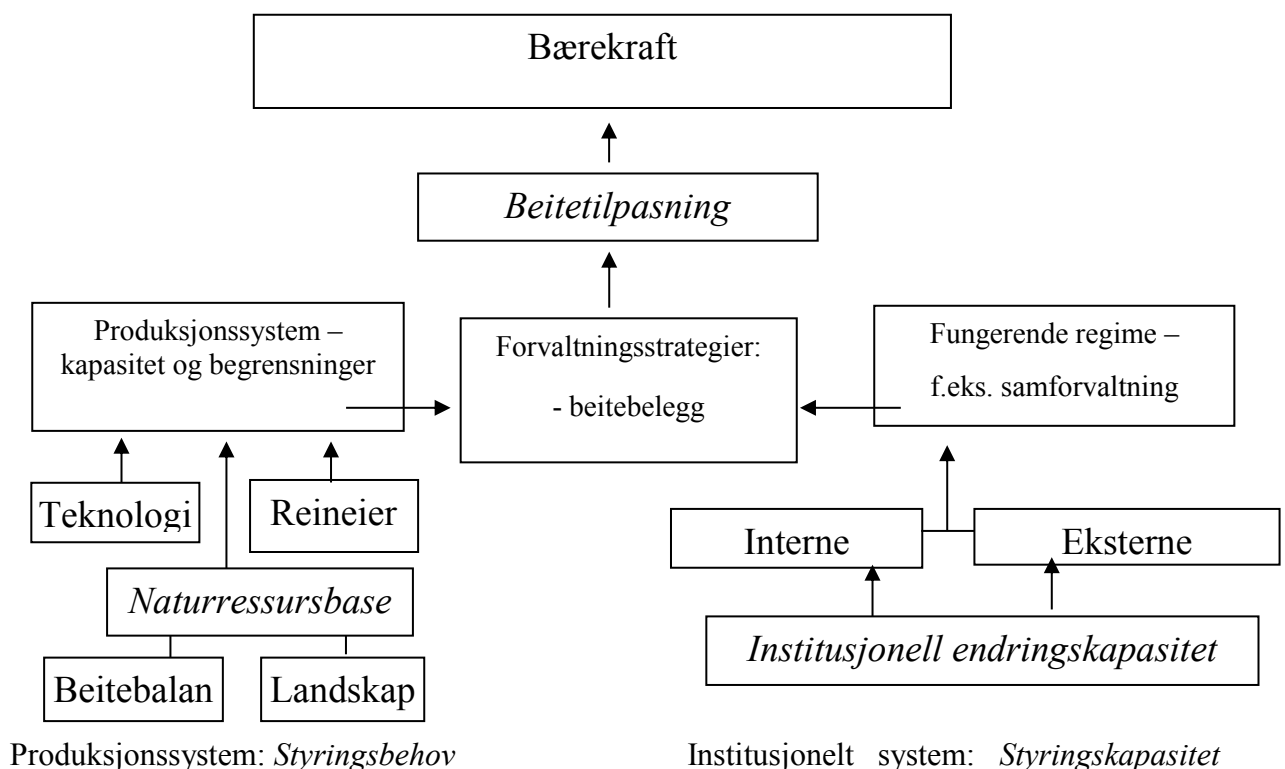 Bærekraft
Beitetilpasning
Produksjonssystem –
kapasitet og begrensninger
Forvaltningsstrategier:
- beitebelegg
Fungerende regime –
f.eks. samforvaltning
Teknologi
Reineier
Interne
Eksterne
Naturressursbase
Institusjonell endringskapasitet
Beitebalan
Landskap
Produksjonssystem: Styringsbehov
Institusjonelt system: Styringskapasitet